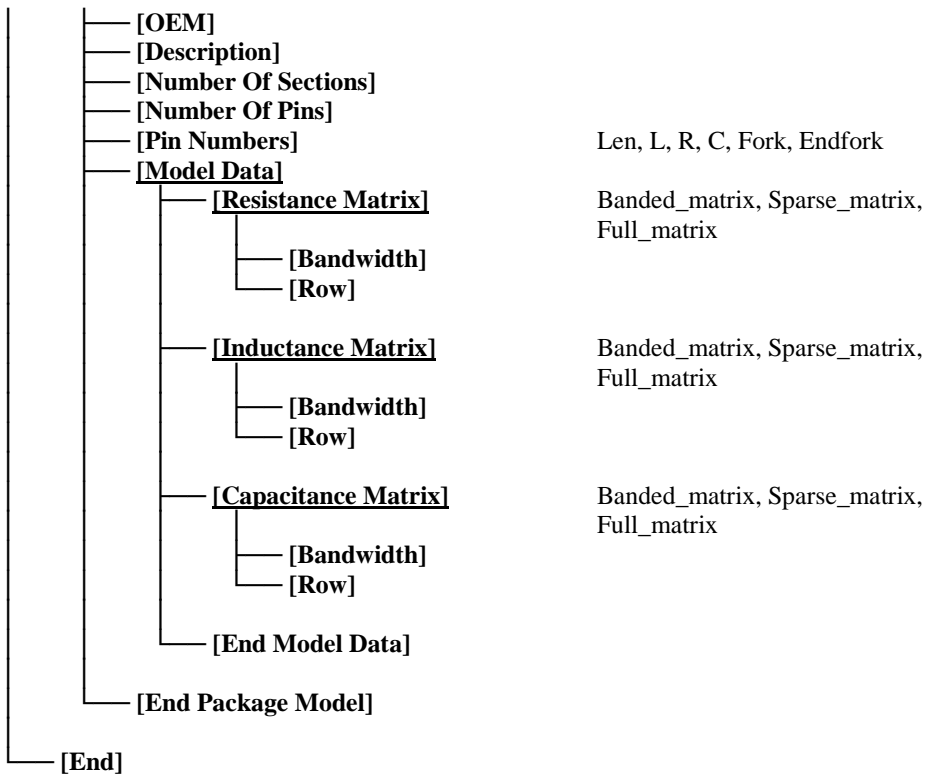 [OEM]
[Description]
[Number Of Sections]
[Number Of Pins]
[Pin Numbers] Len, L, R, C, Fork, Endfork
[Model Data]
[Resistance Matrix] Banded_matrix, Sparse_matrix,
Full_matrix
[Bandwidth]
[Row]
[Inductance Matrix] Banded_matrix, Sparse_matrix,
Full_matrix
[Bandwidth]
[Row]
[Capacitance Matrix] Banded_matrix, Sparse_matrix,
Full_matrix
[Bandwidth]
[Row]
[End Model Data]
[End Package Model]
[End]